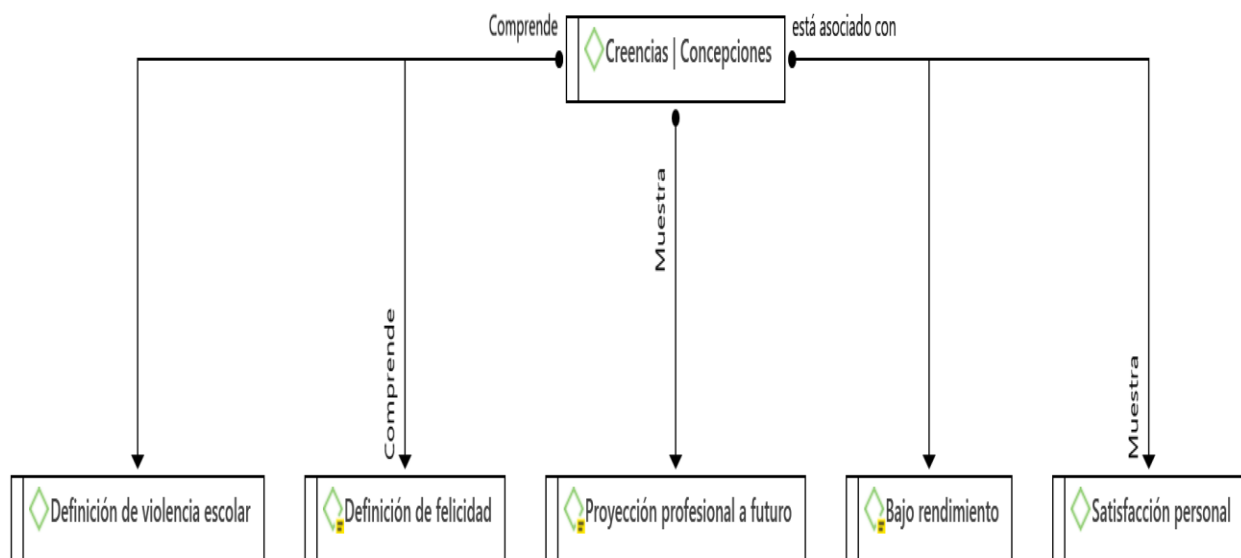 Comprende
Creencias | Concepciones
está asociado con
Muestra
Comprende
Muestra
Definición de violencia escolar
Definición de felicidad
Proyección profesional a futuro
Bajo rendimiento
Satisfacción personal